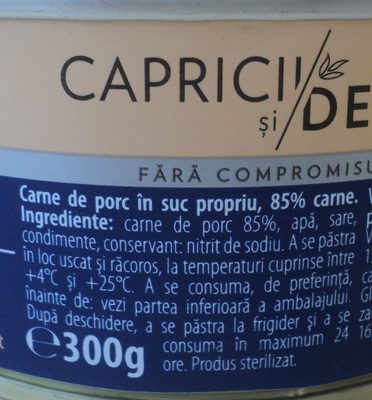 CAPRICII
și DE
FĂRĂ COMPROMISU
Carne de porc în suc propriu, 85% carne.
Ingrediente: carne de porc 85%, apă, sare,
condimente, conservant: nitrit de sodiu. A se păstra
în loc uscat și răcoros, la temperaturi cuprinse între
+4°C și +25°C. A se consuma, de preferință,
înainte de: vezi partea inferioară a ambalajului.
După deschidere, a se păstra la frigider și a se
consuma în maximum 24
ore. Produs sterilizat.
℮300g